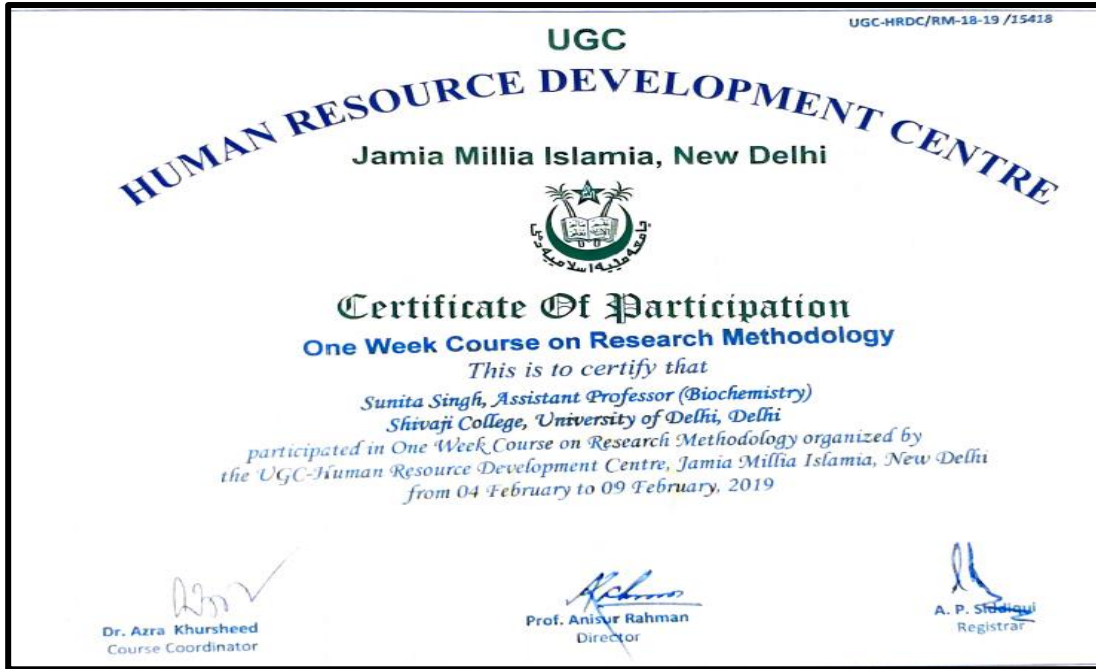 UGC-HRDC/RM-18-19 /15418
UGC
HUMAN RESOURCE DEVELOPMENT CENTRE
Jamia Millia Islamia, New Delhi
جامعہ ملیہ اسلامیہ دہلی
Certificate Of Participation
One Week Course on Research Methodology
This is to certify that
Sunita Singh, Assistant Professor (Biochemistry)
Shivaji College, University of Delhi, Delhi
participated in One Week Course on Research Methodology organized by
the UGC-Human Resource Development Centre, Jamia Millia Islamia, New Delhi
from 04 February to 09 February, 2019
Dr. Azra Khursheed
Course Coordinator
Prof. Anisur Rahman
Director
A. P. Siddiqui
Registrar